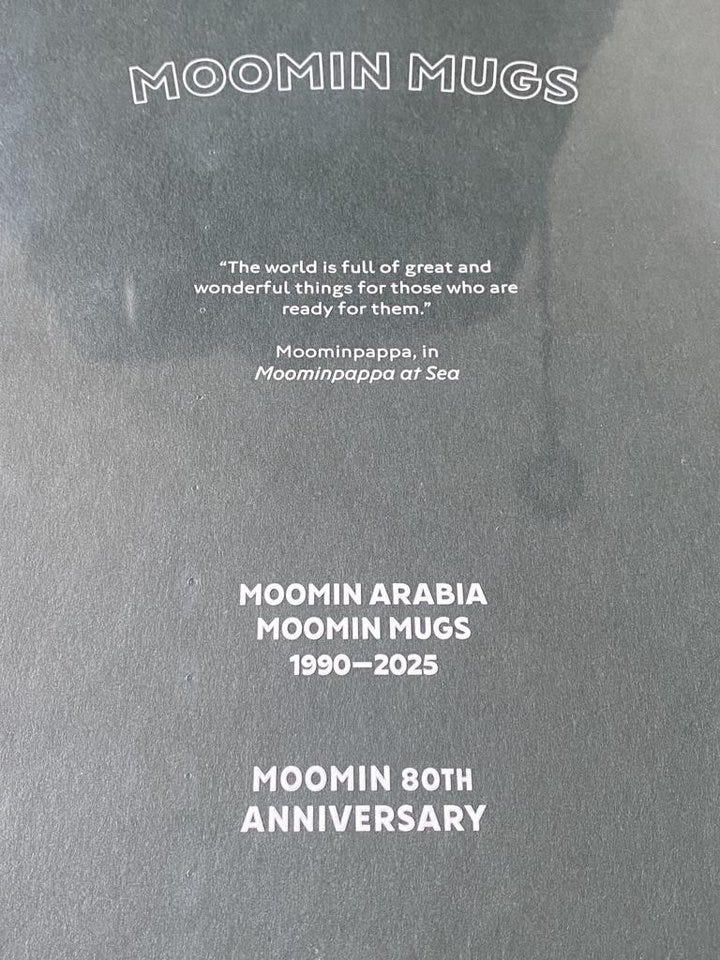 MOOMIN MUGS
“The world is full of great and
wonderful things for those who are
ready for them.”
Moominpappa, in
Moominpappa at Sea
MOOMIN ARABIA
MOOMIN MUGS
1990—2025
MOOMIN 80TH
ANNIVERSARY